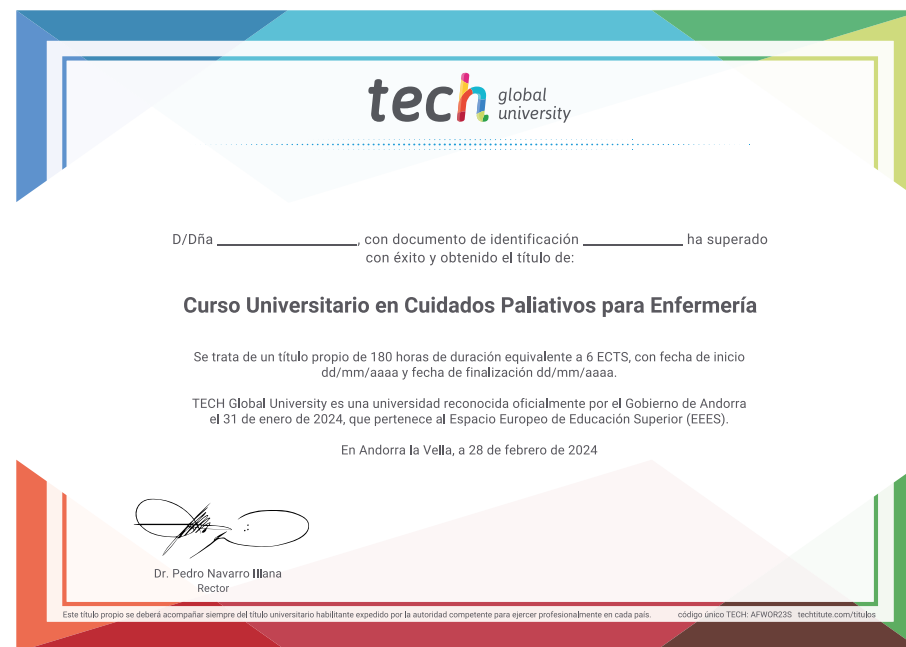 tech global university
D/Dña ____________________, con documento de identificación ______________ ha superado
con éxito y obtenido el título de:
Curso Universitario en Cuidados Paliativos para Enfermería
Se trata de un título propio de 180 horas de duración equivalente a 6 ECTS, con fecha de inicio
dd/mm/aaaa y fecha de finalización dd/mm/aaaa.
TECH Global University es una universidad reconocida oficialmente por el Gobierno de Andorra
el 31 de enero de 2024, que pertenece al Espacio Europeo de Educación Superior (EEES).
En Andorra la Vella, a 28 de febrero de 2024
Dr. Pedro Navarro Illana
Rector
Este título propio se deberá acompañar siempre del título universitario habilitante expedido por la autoridad competente para ejercer profesionalmente en cada país. código único TECH: AFWOR23S techtitute.com/titulos